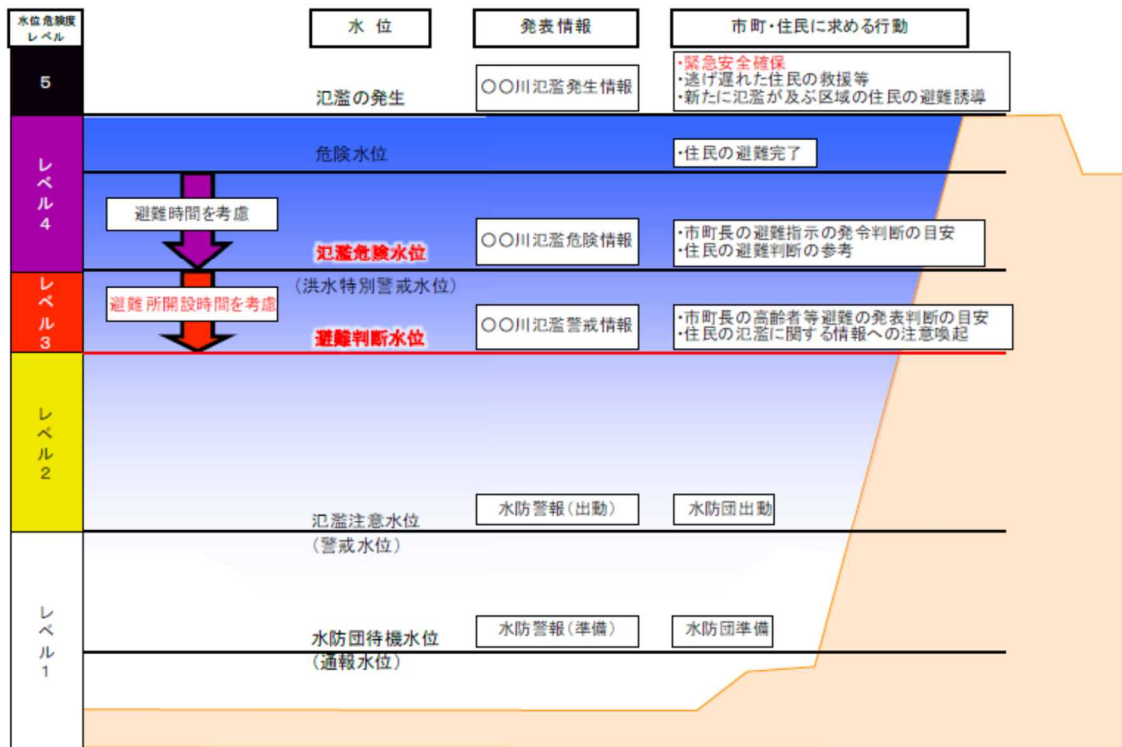 水位危険度
レベル
水 位
発表情報
市町・住民に求める行動
5
氾濫の発生
〇〇川氾濫発生情報
・緊急安全確保
・逃げ遅れた住民の救援等
・新たに氾濫が及ぶ区域の住民の避難誘導
レベル4
危険水位
・住民の避難完了
避難時間を考慮
氾濫危険水位
(洪水特別警戒水位)
〇〇川氾濫危険情報
・市町長の避難指示の発令判断の目安
・住民の避難判断の参考
レベル3
避難所開設時間を考慮
避難判断水位
〇〇川氾濫警戒情報
・市町長の高齢者等避難の発表判断の目安
・住民の氾濫に関する情報への注意喚起
レベル2
氾濫注意水位
(警戒水位)
水防警報(出動)
水防団出動
レベル1
水防団待機水位
(通報水位)
水防警報(準備)
水防団準備